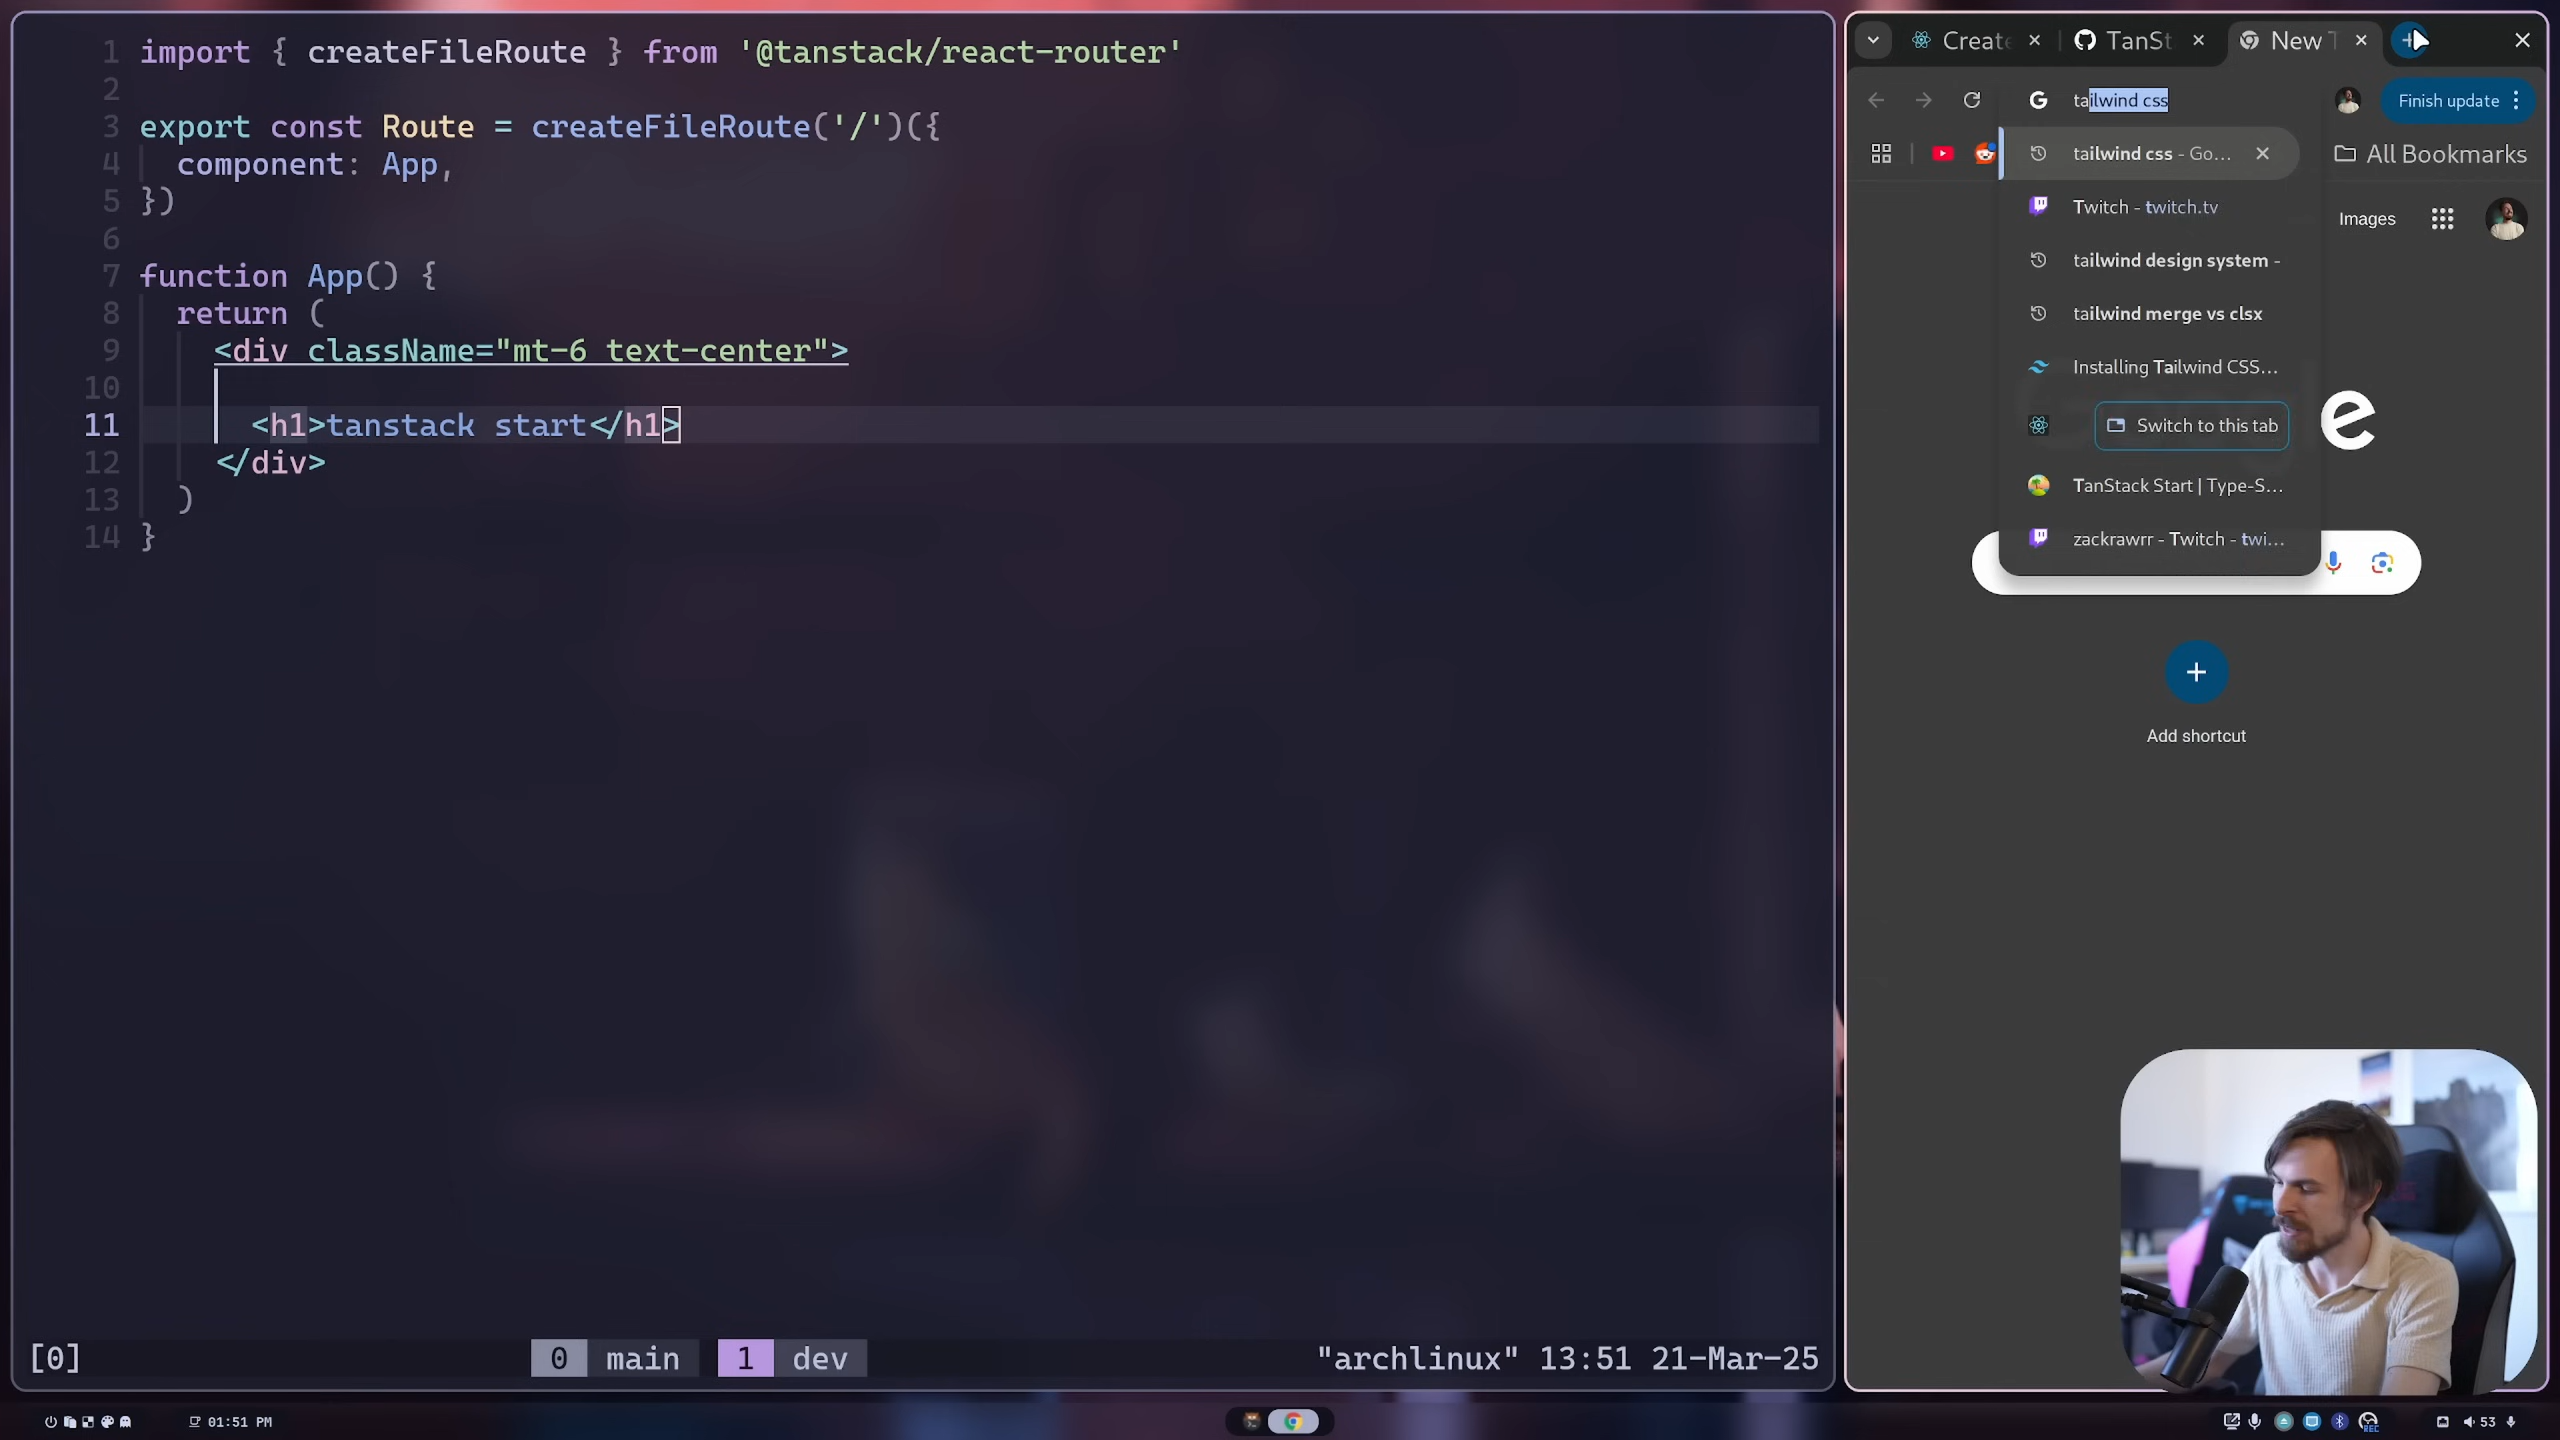 1 import { createFileRoute } from '@tanstack/react-router'
2
3 export const Route = createFileRoute('/')({
4 component: App,
5 })
6
7 function App() {
8 return (
9 <div className="mt-6 text-center">
10
11 <h1>tanstack start</h1>
12 </div>
13 )
14 }
[0] 0 main 1 dev "archlinux" 13:51 21-Mar-25
Create TanSt New T
tailwind css Finish update
tailwind css - Go... All Bookmarks
Twitch - twitch.tv
Images
tailwind design system -
tailwind merge vs clsx
Installing Tailwind CSS...
Switch to this tab
e
TanStack Start | Type-S...
zackrawrr - Twitch - twi...
Add shortcut
01:51 PM
53